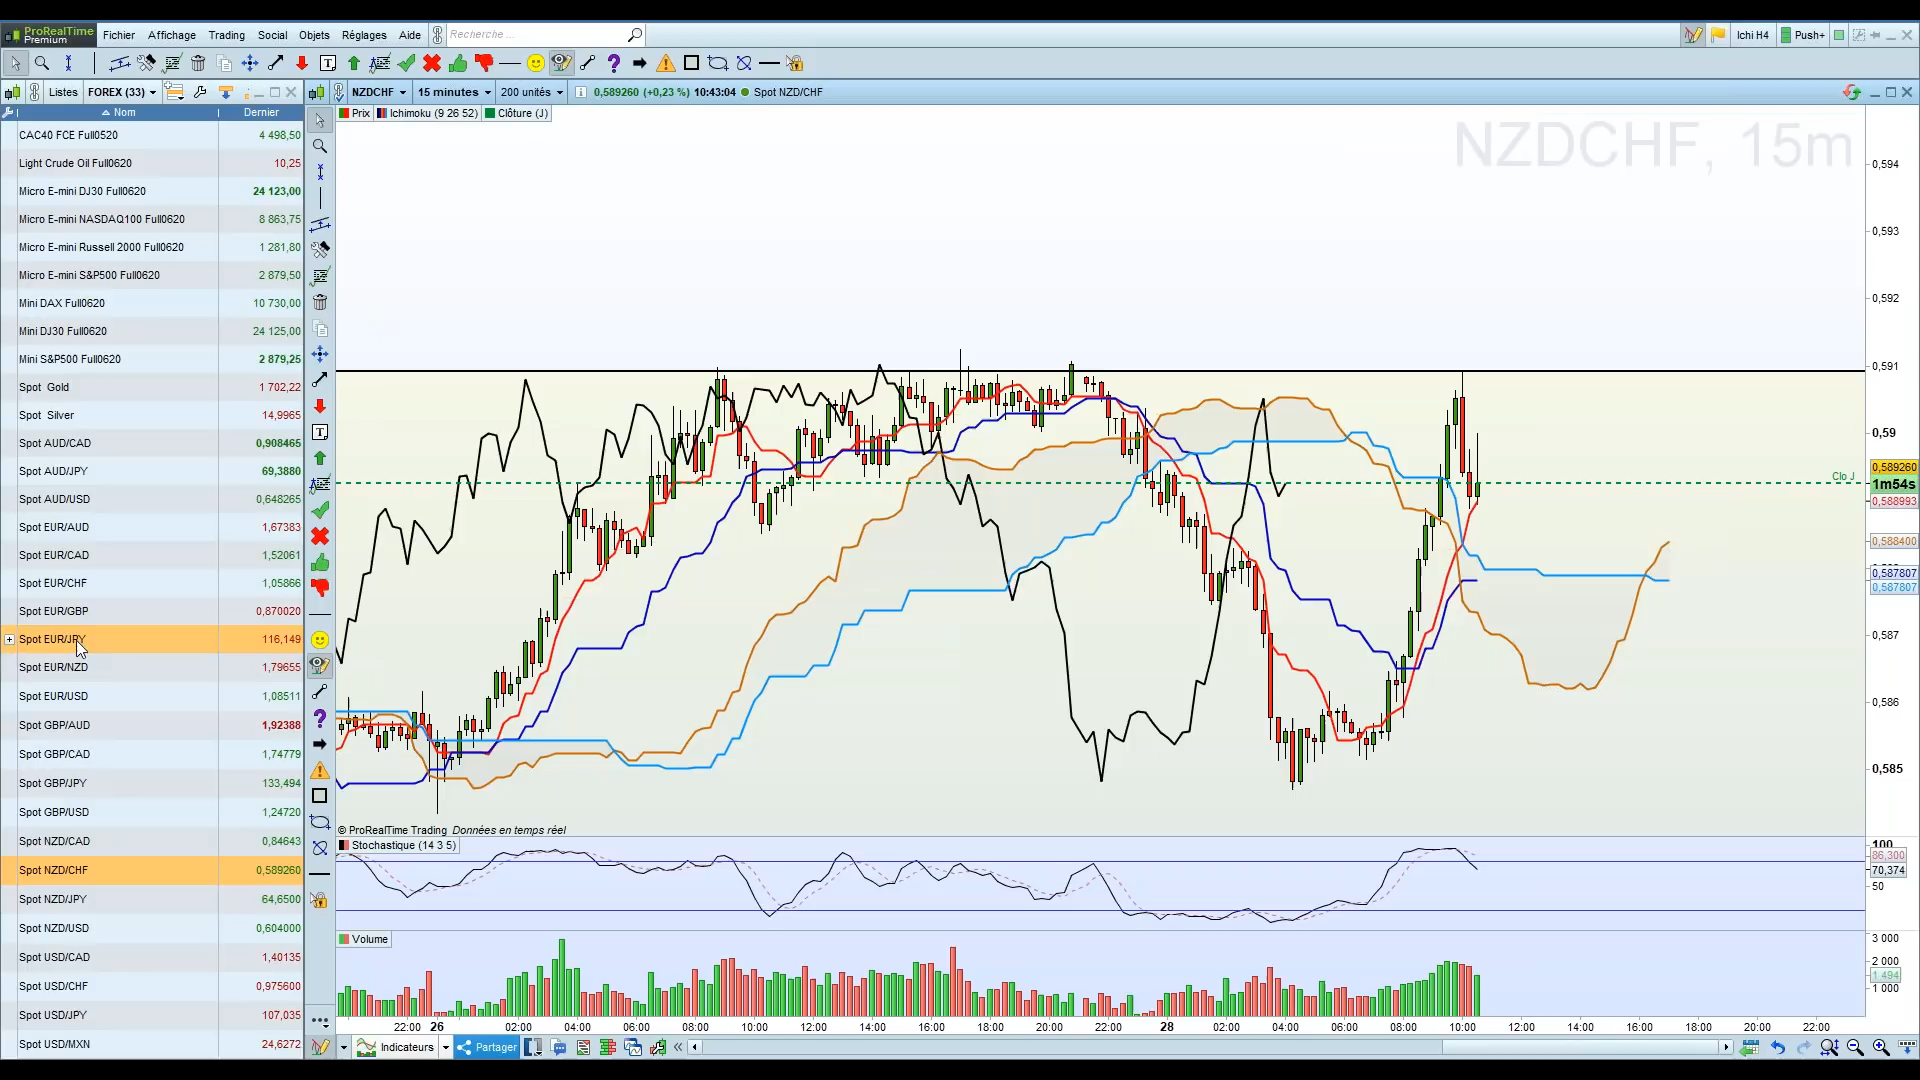 ProRealTime
Premium
Fichier Affichage Trading Social Objets Réglages Aide Recherche... Ichi H4 Push+
Listes FOREX (33)
Nom Dernier
CAC40 FCE Full0520 4 498,50
Light Crude Oil Full0620 10,25
Micro E-mini DJ30 Full0620 24 123,00
Micro E-mini NASDAQ100 Full0620 8 863,75
Micro E-mini Russell 2000 Full0620 1 281,80
Micro E-mini S&P500 Full0620 2 879,50
Mini DAX Full0620 10 730,00
Mini DJ30 Full0620 24 125,00
Mini S&P500 Full0620 2 879,25
Spot Gold 1 702,22
Spot Silver 14,9965
Spot AUD/CAD 0,908465
Spot AUD/JPY 69,3880
Spot AUD/USD 0,648265
Spot EUR/AUD 1,67383
Spot EUR/CAD 1,52061
Spot EUR/CHF 1,05866
Spot EUR/GBP 0,870020
Spot EUR/JPY 116,149
Spot EUR/NZD 1,79655
Spot EUR/USD 1,08511
Spot GBP/AUD 1,92388
Spot GBP/CAD 1,74779
Spot GBP/JPY 133,494
Spot GBP/USD 1,24720
Spot NZD/CAD 0,84643
Spot NZD/CHF 0,589260
Spot NZD/JPY 64,6500
Spot NZD/USD 0,604000
Spot USD/CAD 1,40135
Spot USD/CHF 0,975600
Spot USD/JPY 107,035
Spot USD/MXN 24,6272
NZDCHF 15 minutes 200 unités 0,589260 (+0,23 %) 10:43:04 Spot NZD/CHF
Prix Ichimoku (9 26 52) Clôture (J)
NZDCHF, 15m
0,594
0,593
0,592
0,591
0,59
0,589260
Clo J
1m54s
0,588993
0,588400
0,587807
0,587807
0,587
0,586
0,585
© ProRealTime Trading Données en temps réel
Stochastique (14 3 5)
100
86,300
70,374
50
Volume
3 000
2 000
1 494
1 000
22:00 26 02:00 04:00 06:00 08:00 10:00 12:00 14:00 16:00 18:00 20:00 22:00 28 02:00 04:00 06:00 08:00 10:00 12:00 14:00 16:00 18:00 20:00 22:00
Indicateurs Partager